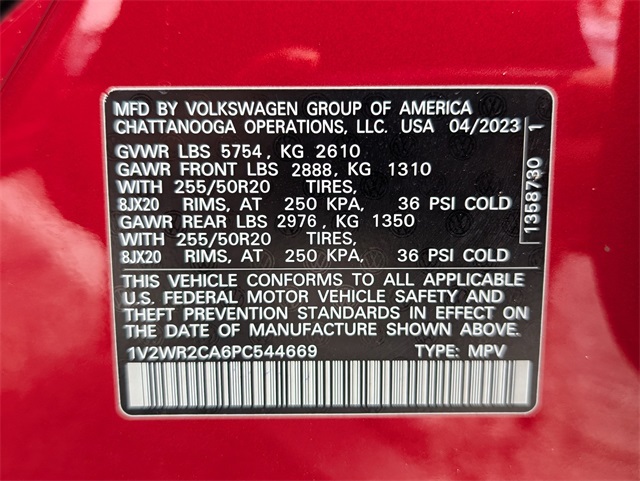 MFD BY VOLKSWAGEN GROUP OF AMERICA
CHATTANOOGA OPERATIONS, LLC. USA 04/2023
GVWR LBS 5754, KG 2610
GAWR FRONT LBS 2888, KG 1310
WITH 255/50R20 TIRES,
8JX20 RIMS, AT 250 KPA, 36 PSI COLD
GAWR REAR LBS 2976, KG 1350
WITH 255/50R20 TIRES,
8JX20 RIMS, AT 250 KPA, 36 PSI COLD
THIS VEHICLE CONFORMS TO ALL APPLICABLE
U.S. FEDERAL MOTOR VEHICLE SAFETY AND
THEFT PREVENTION STANDARDS IN EFFECT ON
THE DATE OF MANUFACTURE SHOWN ABOVE.
1V2WR2CA6PC544669 TYPE: MPV
1358730 1